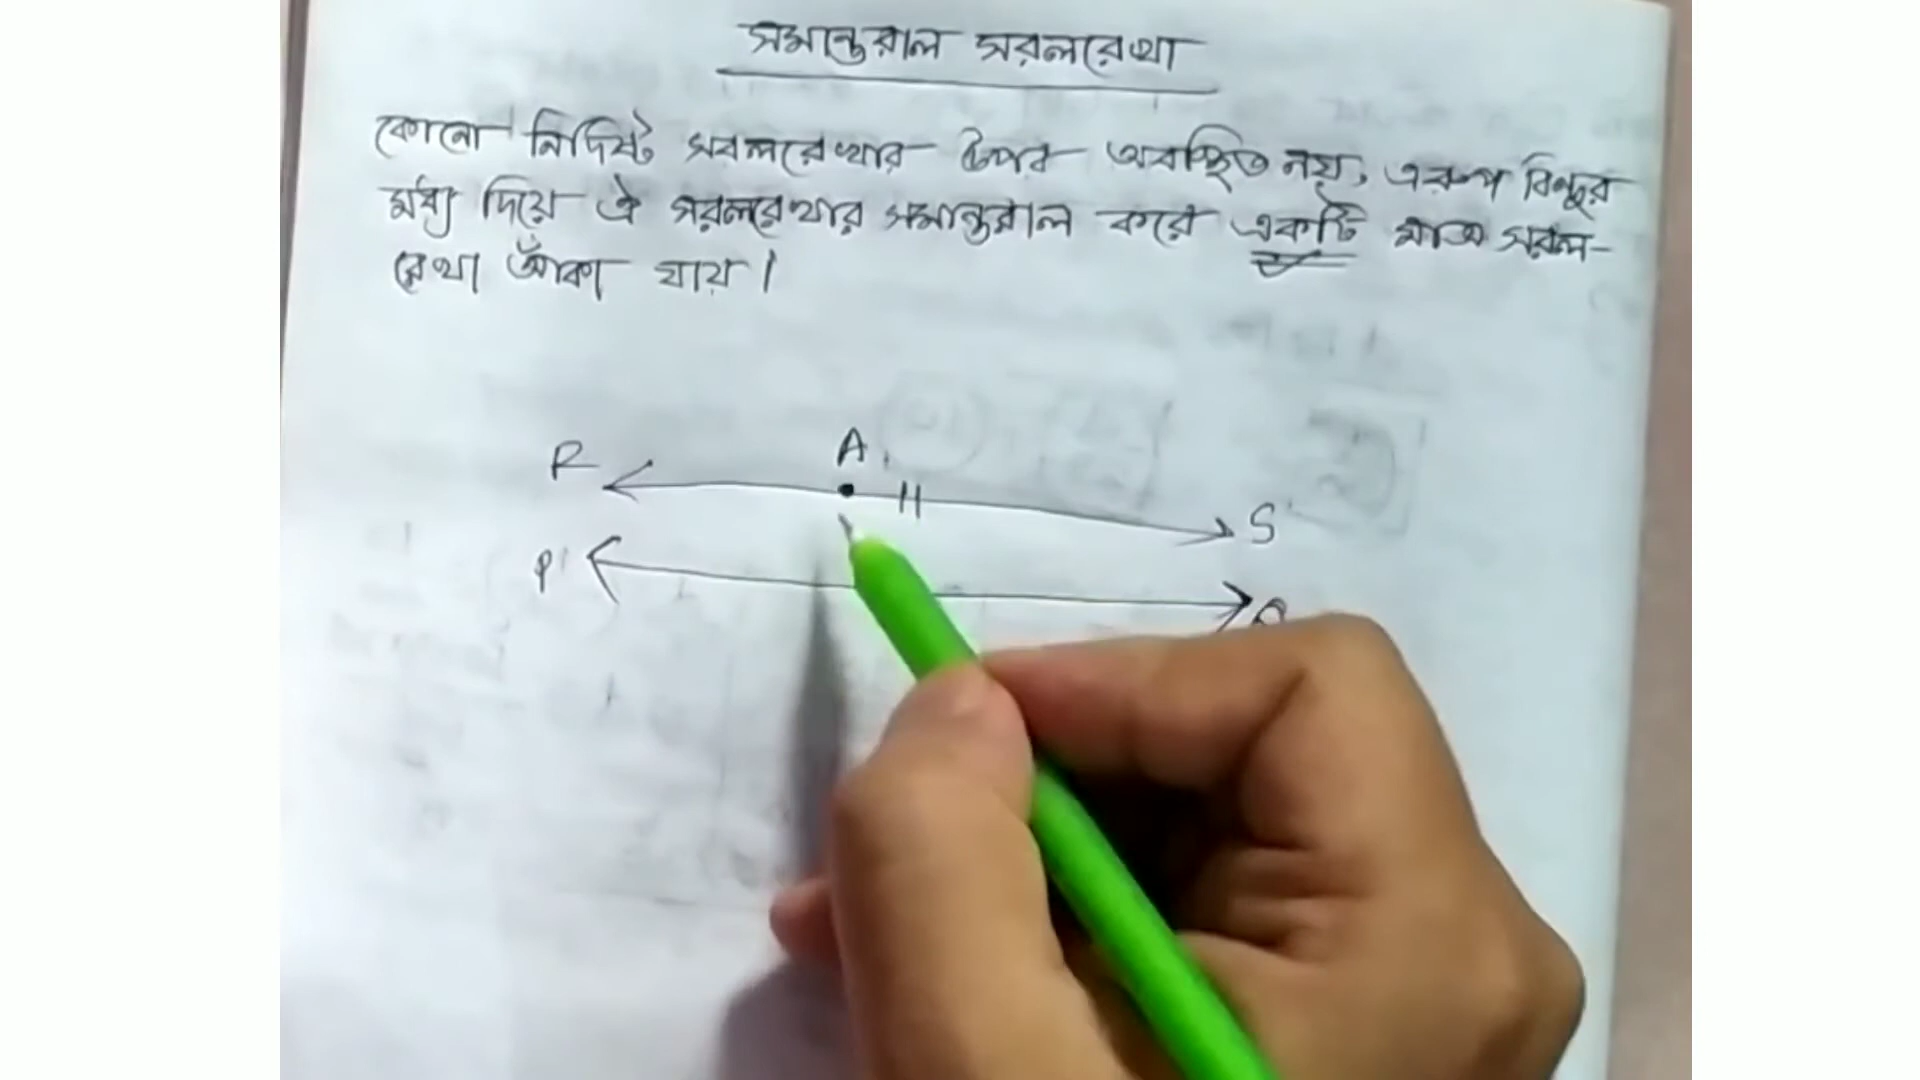 সমান্তরাল সরলরেখা
কোনো নির্দিষ্ট সরলরেখার উপর অবস্থিত নয়, এরূপ বিন্দুর
মধ্য দিয়ে ঐ সরলরেখার সমান্তরাল করে একটি মাত্র সরল-
রেখা আঁকা যায়।
A
R
S
P
Q